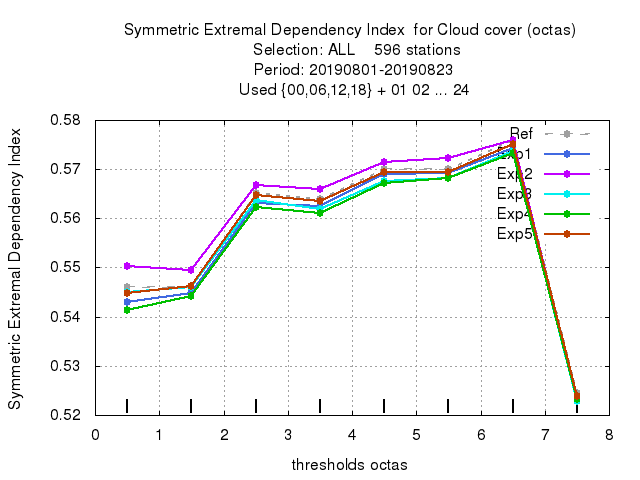 Symmetric Extremal Dependency Index  for Cloud cover (octas)
Selection: ALL    596 stations
Period: 20190801-20190823
Used {00,06,12,18} + 01 02 ... 24
Symmetric Extremal Dependency Index
0.58
0.57
0.56
0.55
0.54
0.53
0.52
Ref
Exp1
Exp2
Exp3
Exp4
Exp5
0 1 2 3 4 5 6 7 8
thresholds octas